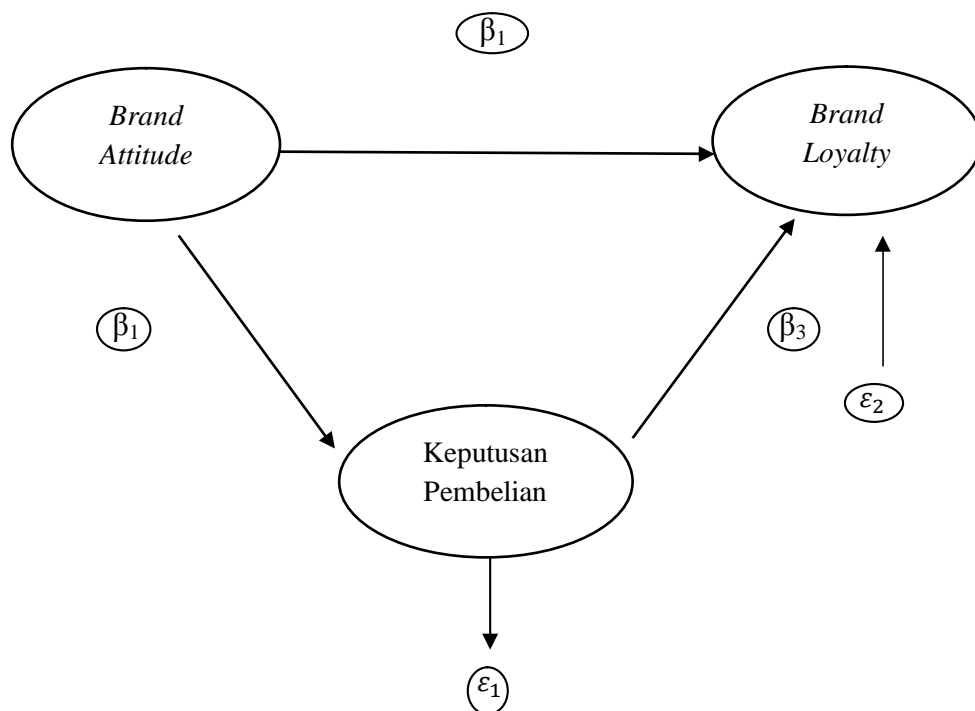 β₁
Brand
Attitude
Brand
Loyalty
β₁
β₃
ε₂
Keputusan
Pembelian
ε₁